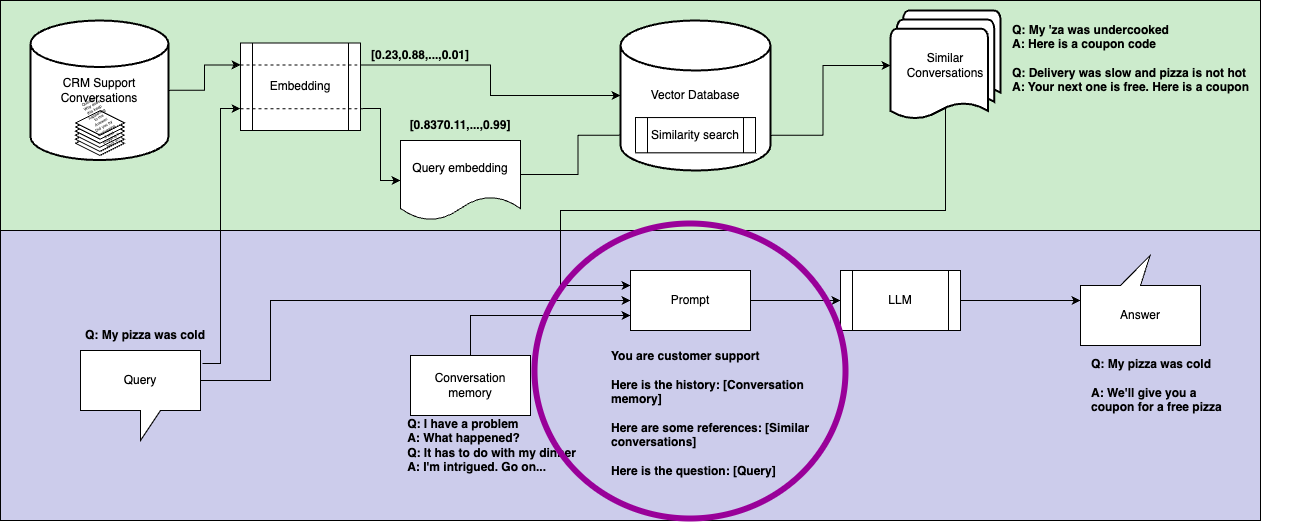 CRM Support
Conversations
Embedding
[0.23,0.88,...,0.01]
[0.8370.11,...,0.99]
Query embedding
Vector Database
Similarity search
Similar
Conversations
Q: My 'za was undercooked
A: Here is a coupon code
Q: Delivery was slow and pizza is not hot
A: Your next one is free. Here is a coupon
Q: My pizza was cold
Query
Conversation
memory
Q: I have a problem
A: What happened?
Q: It has to do with my dinner
A: I'm intrigued. Go on...
Prompt
You are customer support
Here is the history: [Conversation
memory]
Here are some references: [Similar
conversations]
Here is the question: [Query]
LLM
Answer
Q: My pizza was cold
A: We'll give you a
coupon for a free pizza